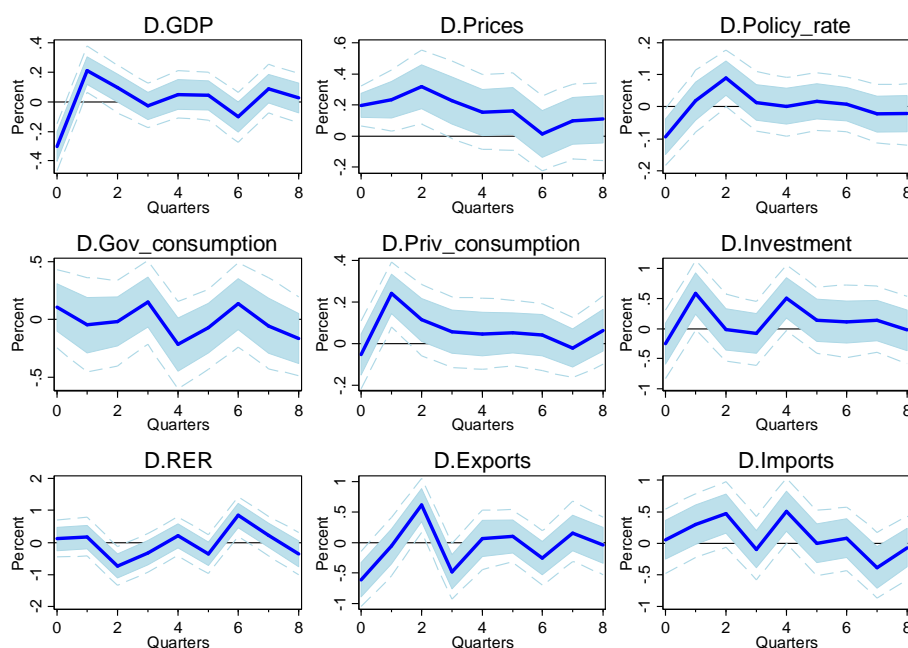 D.GDP
Percent
.4
.2
0
-.2
-.4
0 2 4 6 8
Quarters
D.Prices
Percent
.6
.4
.2
0
-.2
0 2 4 6 8
Quarters
D.Policy_rate
Percent
.2
.1
0
-.1
-.2
0 2 4 6 8
Quarters
D.Gov_consumption
Percent
.5
0
-.5
0 2 4 6 8
Quarters
D.Priv_consumption
Percent
.4
.2
0
-.2
0 2 4 6 8
Quarters
D.Investment
Percent
1
.5
0
-.5
-1
0 2 4 6 8
Quarters
D.RER
Percent
2
1
0
-1
-2
0 2 4 6 8
Quarters
D.Exports
Percent
1
.5
0
-.5
-1
0 2 4 6 8
Quarters
D.Imports
Percent
1
.5
0
-.5
-1
0 2 4 6 8
Quarters